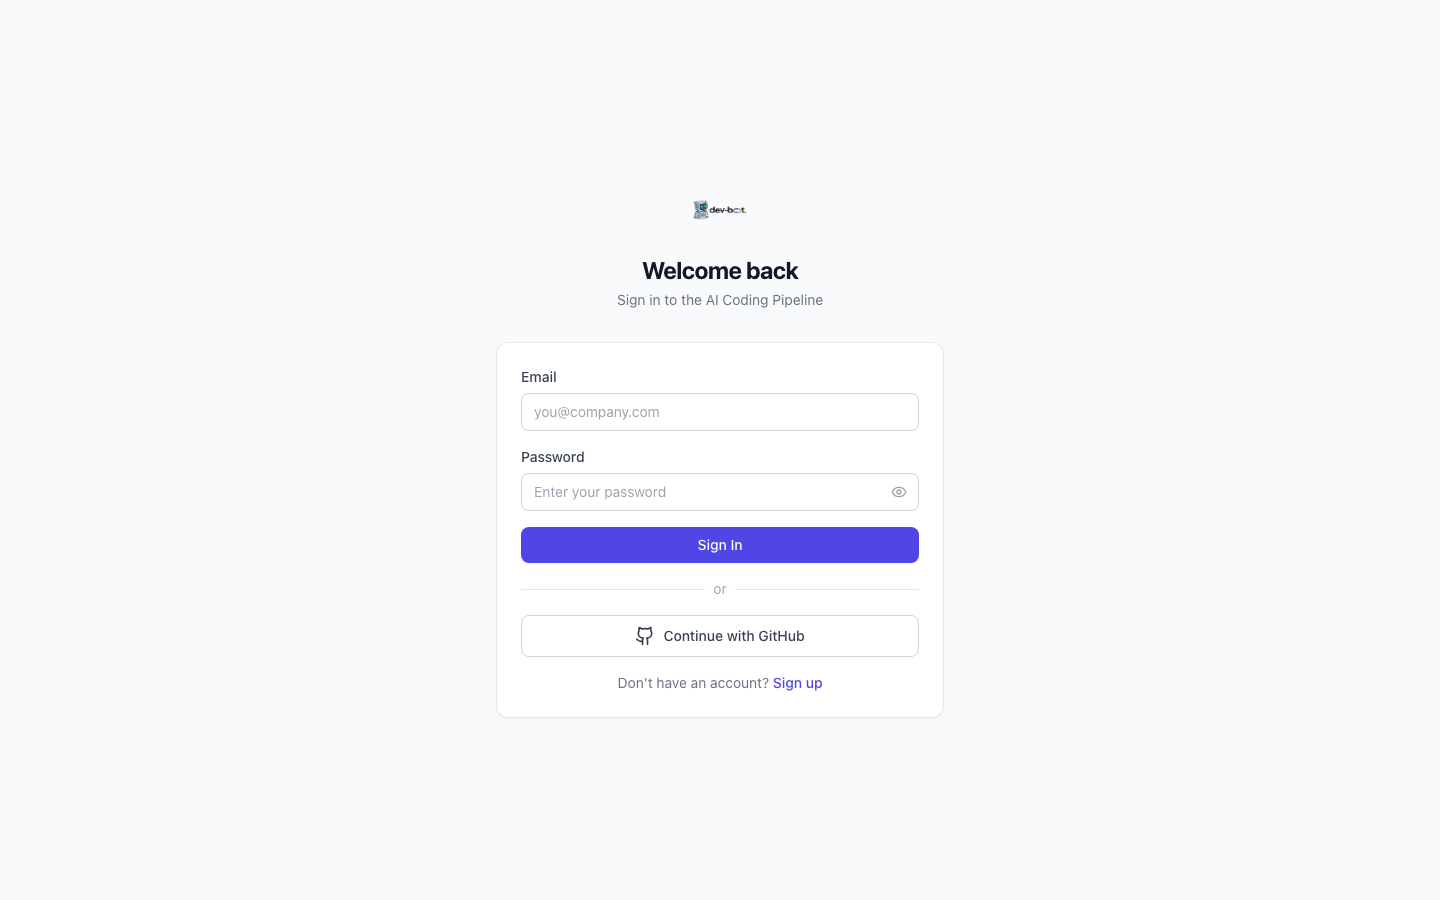 dev-bot.
Welcome back
Sign in to the AI Coding Pipeline
Email
you@company.com
Password
Enter your password
Sign In
or
Continue with GitHub
Don't have an account? Sign up